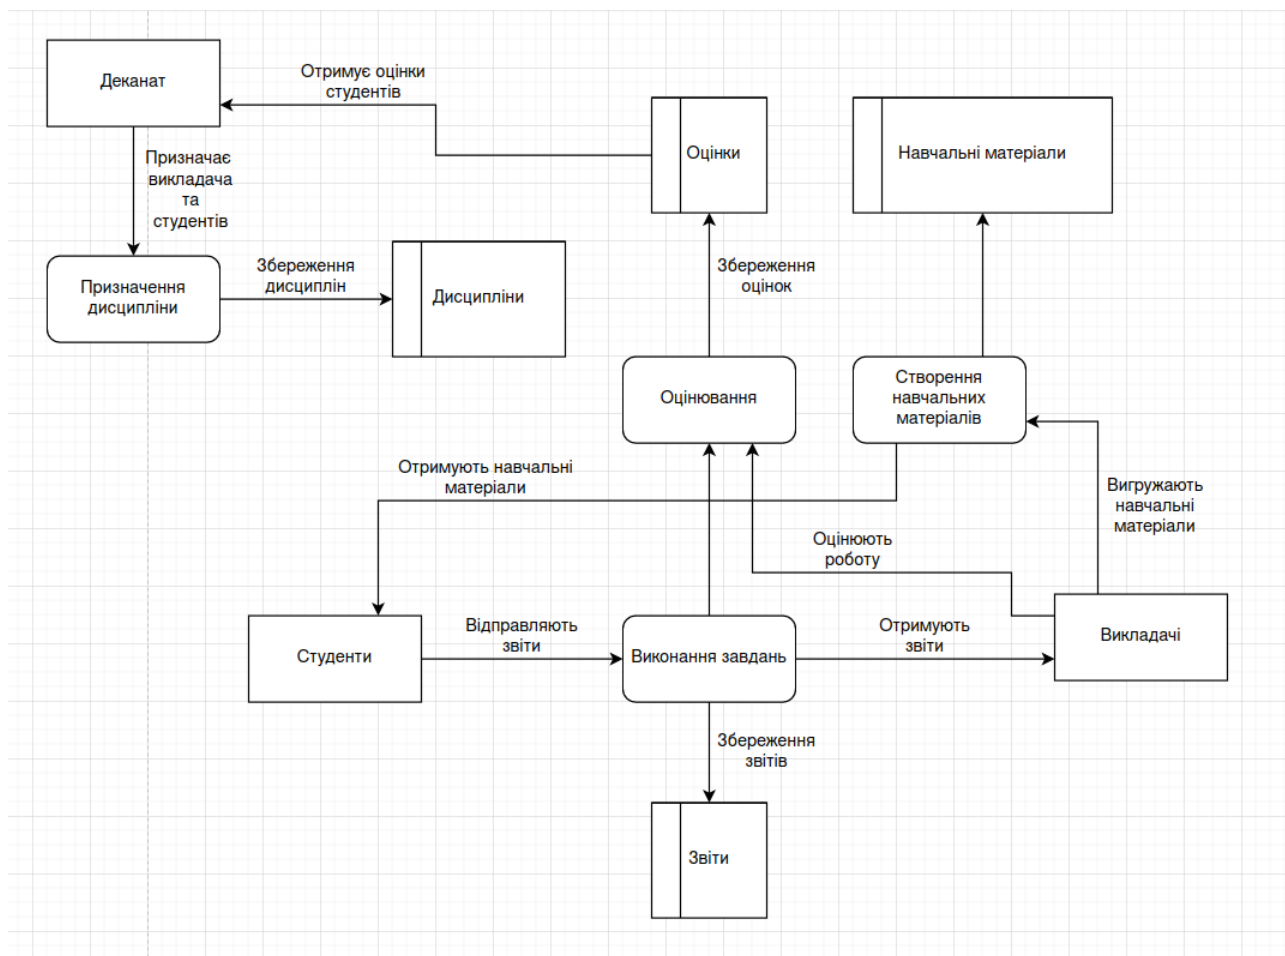 Деканат
Отримує оцінки
студентів
Оцінки
Навчальні матеріали
Призначає
викладача
та
студентів
Призначення
дисципліни
Збереження
дисциплін
Дисципліни
Збереження
оцінок
Оцінювання
Створення
навчальних
матеріалів
Отримують навчальні
матеріали
Вигружають
навчальні
матеріали
Оцінюють
роботу
Студенти
Відправляють
звіти
Виконання завдань
Отримують
звіти
Викладачі
Збереження
звітів
Звіти